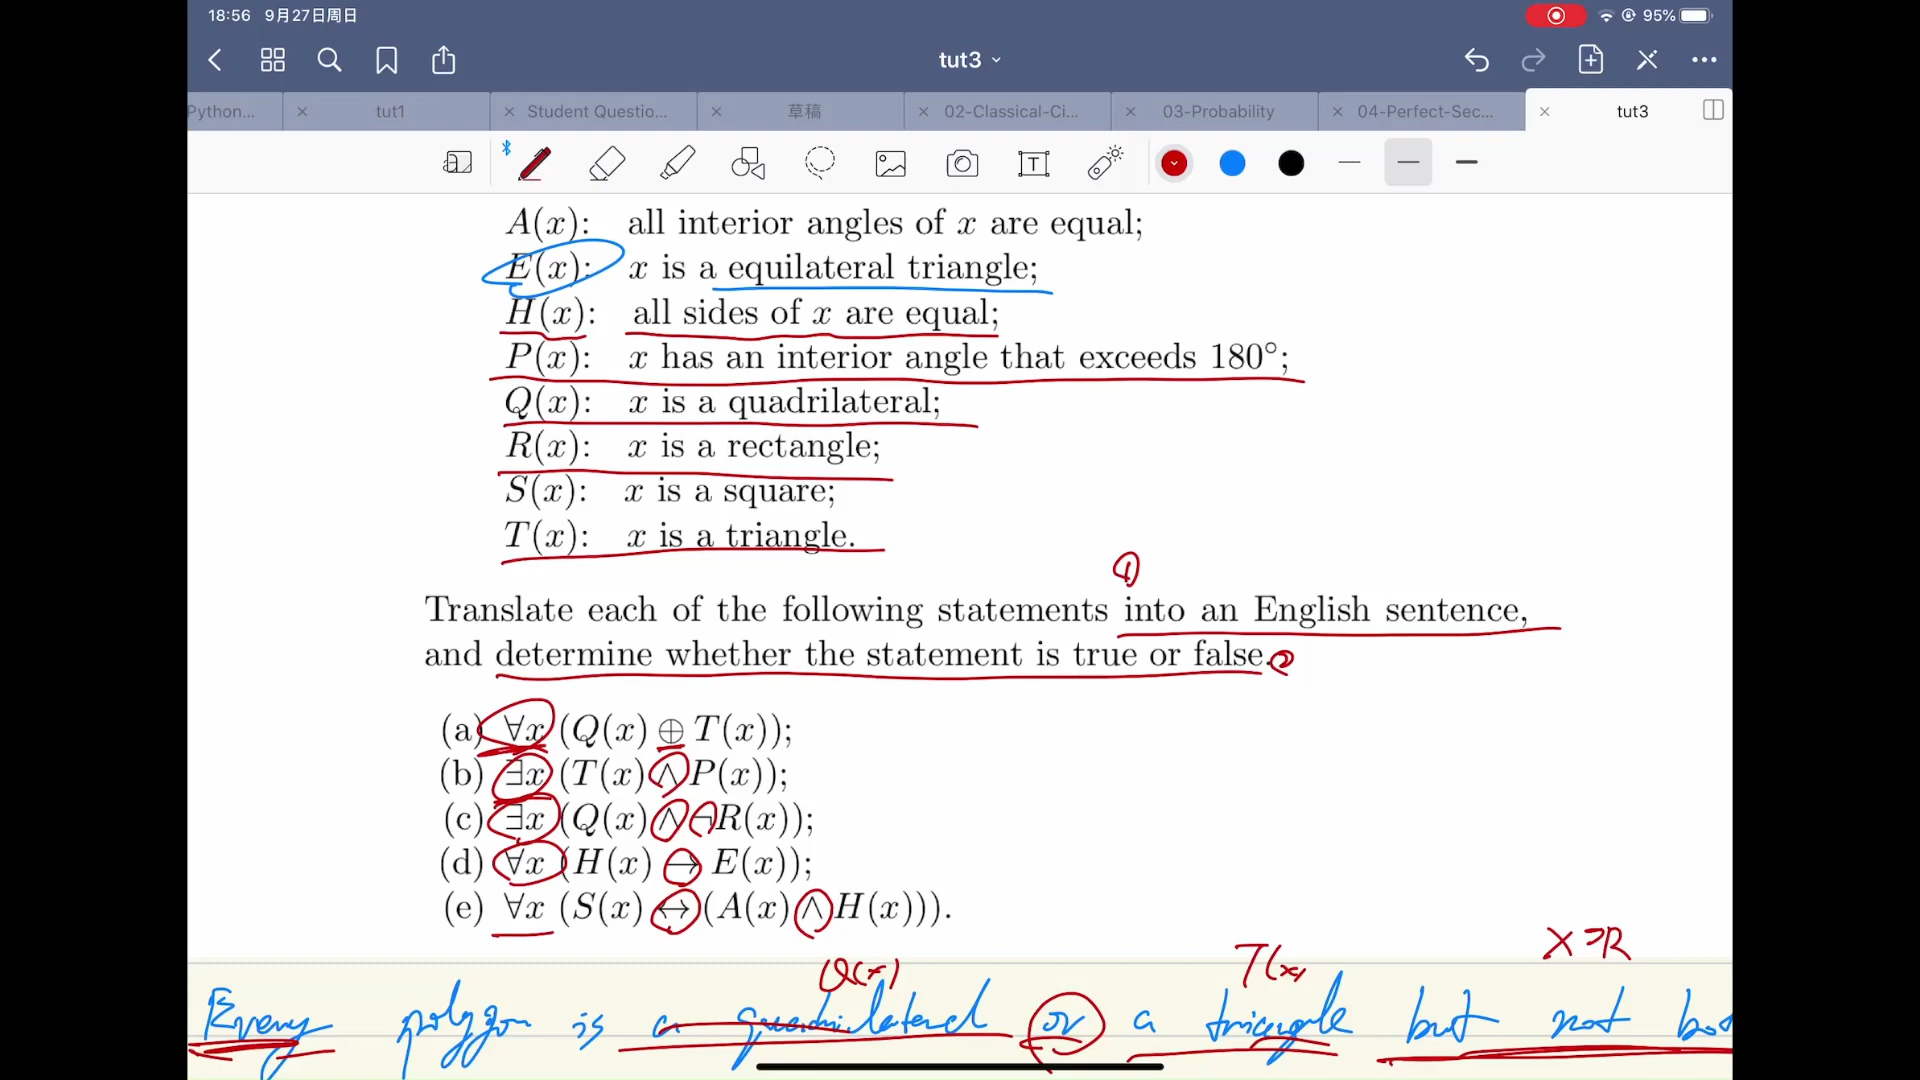 18:56 9月27日周日 95%
tut3
Python... tut1 Student Questio... 草稿 02-Classical-Ci... 03-Probability 04-Perfect-Sec... tut3
A(x): all interior angles of x are equal;
E(x): x is a equilateral triangle;
H(x): all sides of x are equal;
P(x): x has an interior angle that exceeds 180°;
Q(x): x is a quadrilateral;
R(x): x is a rectangle;
S(x): x is a square;
T(x): x is a triangle.
①
Translate each of the following statements into an English sentence,
and determine whether the statement is true or false. ②
(a) ∀x (Q(x) ⊕ T(x));
(b) ∃x (T(x) ∧ P(x));
(c) ∃x (Q(x) ∧ ¬R(x));
(d) ∀x (H(x) → E(x));
(e) ∀x (S(x) ↔ (A(x) ∧ H(x))).
Q(x) T(x)
Every polygon is a quadrilateral or a triangle but not